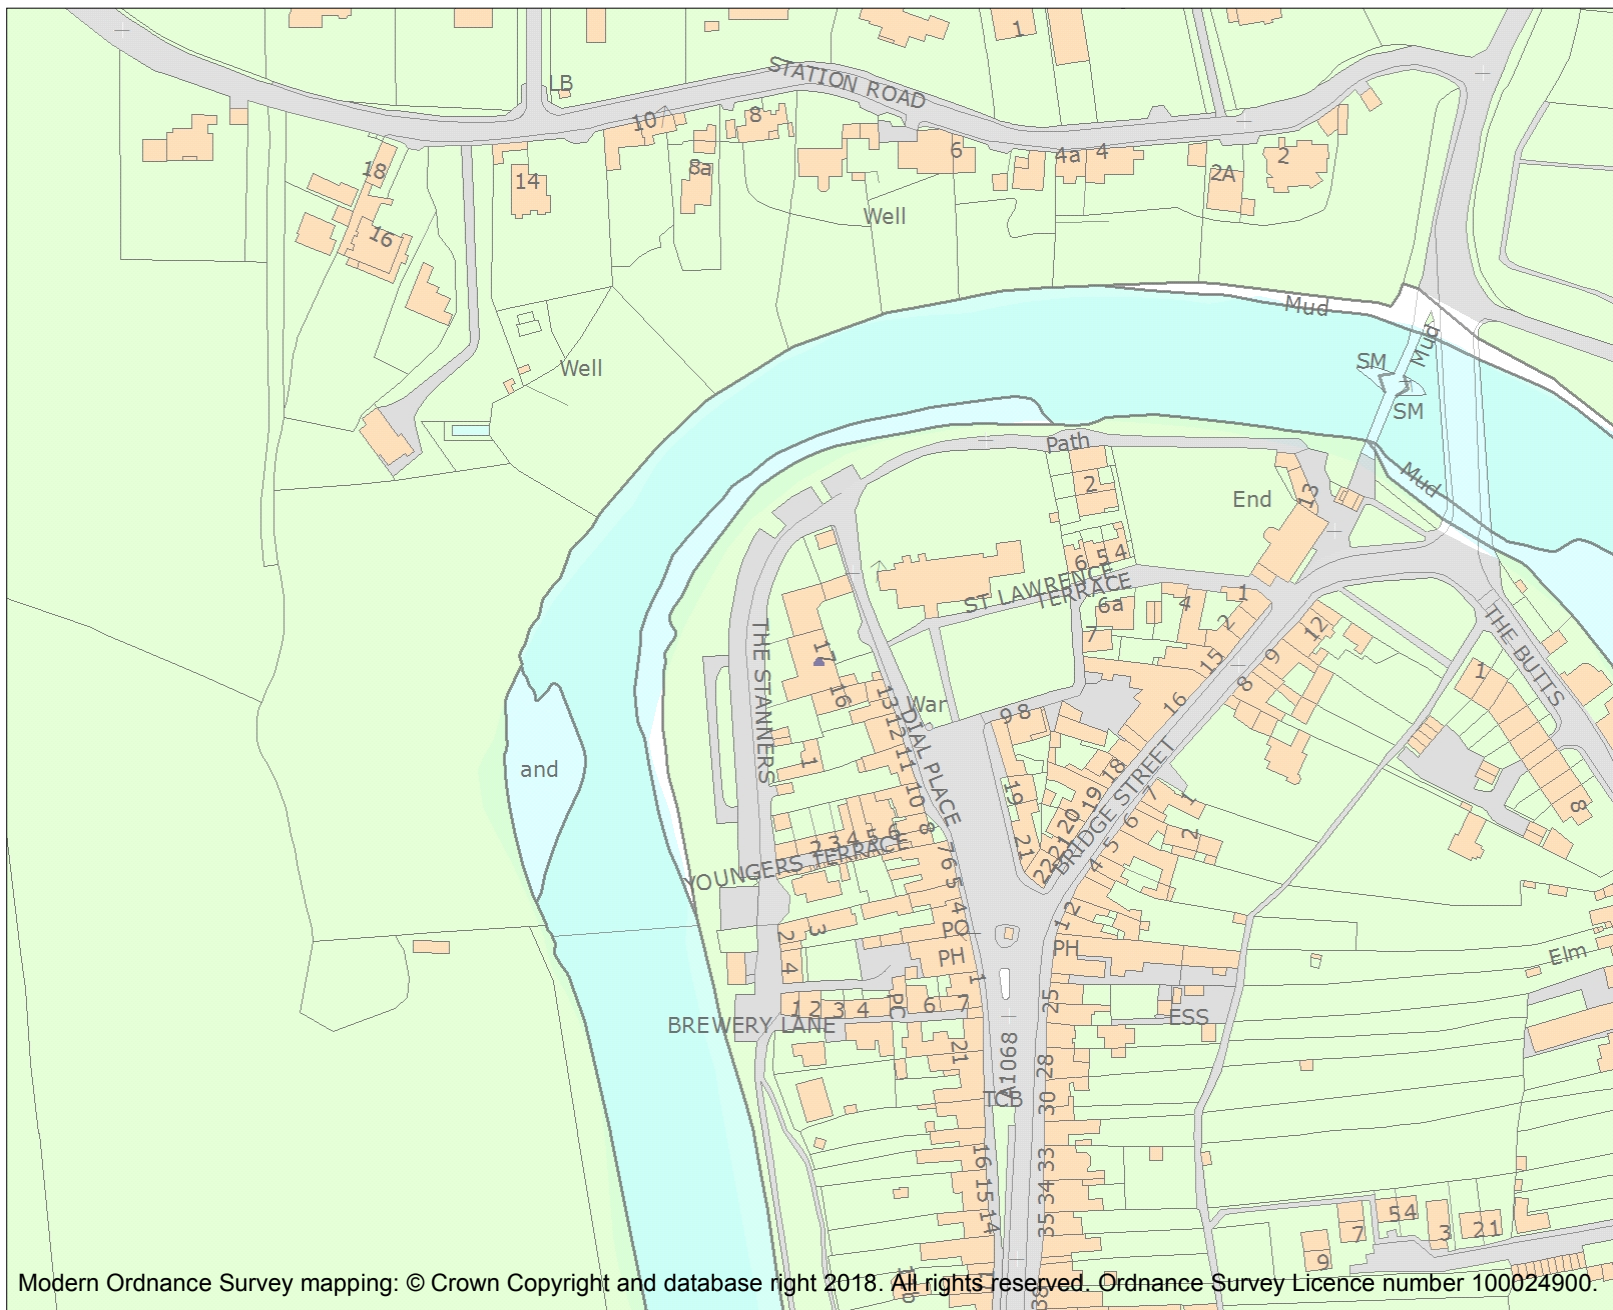 1
STATION ROAD
LB
10
8
8a
6
4a
4
2
2A
18
14
16
Well
Well
Mud
Mud
SM
SM
Mud
Path
2
End
13
6
5
4
ST LAWRENCE
TERRACE
6a
7
4
1
2
12
THE BUTTS
15
9
8
16
1
THE STANNERS
17
16
13
12
11
10
8
War
DIAL PLACE
9
8
1
19
21
18
19
20
21
22
BRIDGE STREET
7
6
5
4
1
2
8
and
2
3
4
5
6
YOUNGERS TERRACE
7
6
5
4
PO
PH
1
2
1
PH
2
3
4
Elm
1
2
3
4
PC
6
7
BREWERY LANE
25
ESS
21
A1068
28
TCB
30
16
33
15
34
14
35
5
4
7
3
2
1
9
Modern Ordnance Survey mapping: © Crown Copyright and database right 2018. All rights reserved. Ordnance Survey Licence number 100024900.